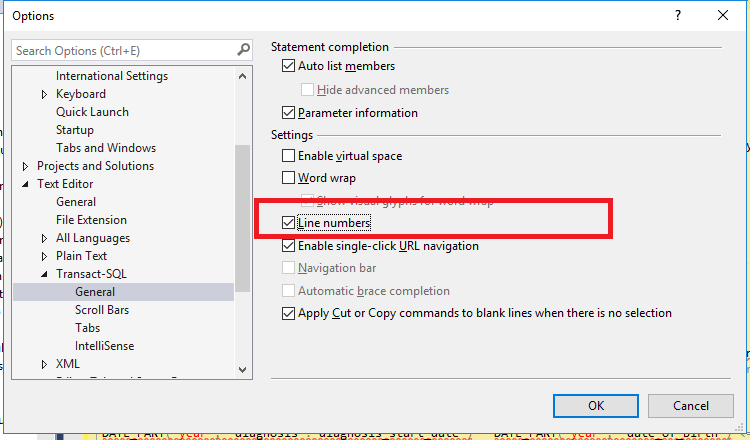 Options
Search Options (Ctrl+E)
International Settings
Keyboard
Quick Launch
Startup
Tabs and Windows
Projects and Solutions
Text Editor
General
File Extension
All Languages
Plain Text
Transact-SQL
General
Scroll Bars
Tabs
IntelliSense
XML
Statement completion
Auto list members
Hide advanced members
Parameter information
Settings
Enable virtual space
Word wrap
Show visual glyphs for word wrap
Line numbers
Enable single-click URL navigation
Navigation bar
Automatic brace completion
Apply Cut or Copy commands to blank lines when there is no selection
OK
Cancel